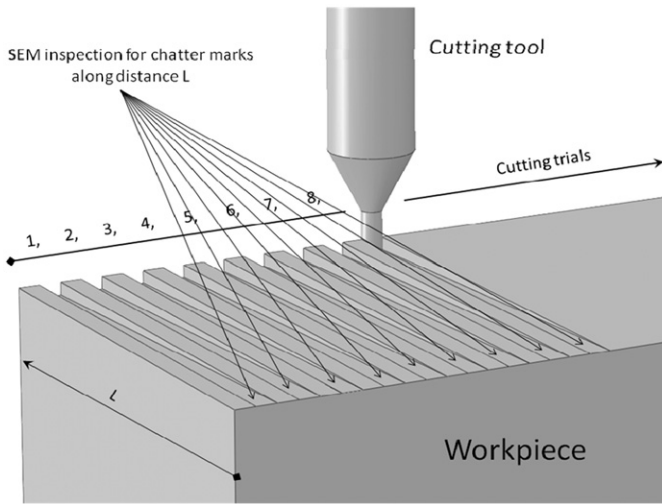 SEM inspection for chatter marks
along distance L
Cutting tool
Cutting trials
1, 2, 3, 4, 5, 6, 7, 8,
L
Workpiece